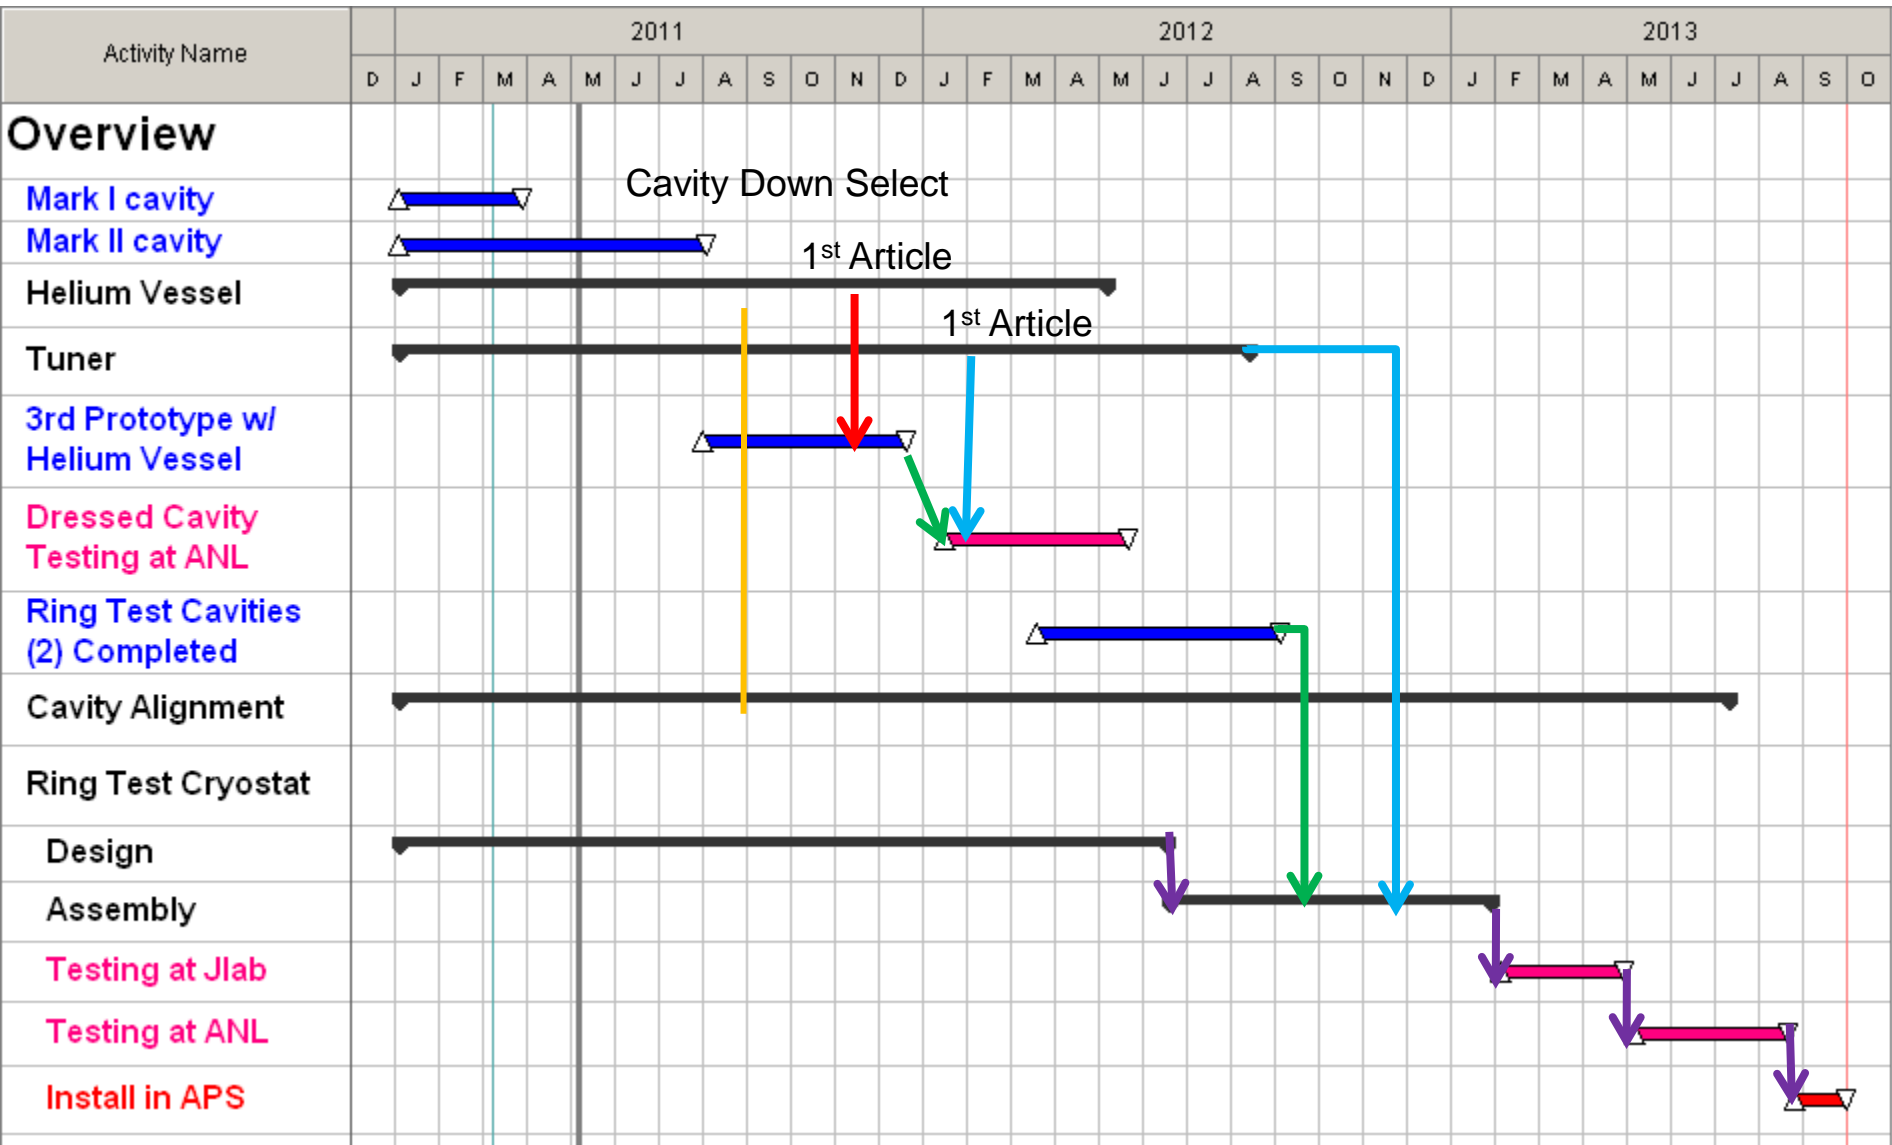 Activity Name
2011 2012 2013
D J F M A M J J A S O N D J F M A M J J A S O N D J F M A M J J A S O
Overview
Mark I cavity
Cavity Down Select
Mark II cavity
1st Article
Helium Vessel
1st Article
Tuner
3rd Prototype w/
Helium Vessel
Dressed Cavity
Testing at ANL
Ring Test Cavities
(2) Completed
Cavity Alignment
Ring Test Cryostat
Design
Assembly
Testing at Jlab
Testing at ANL
Install in APS